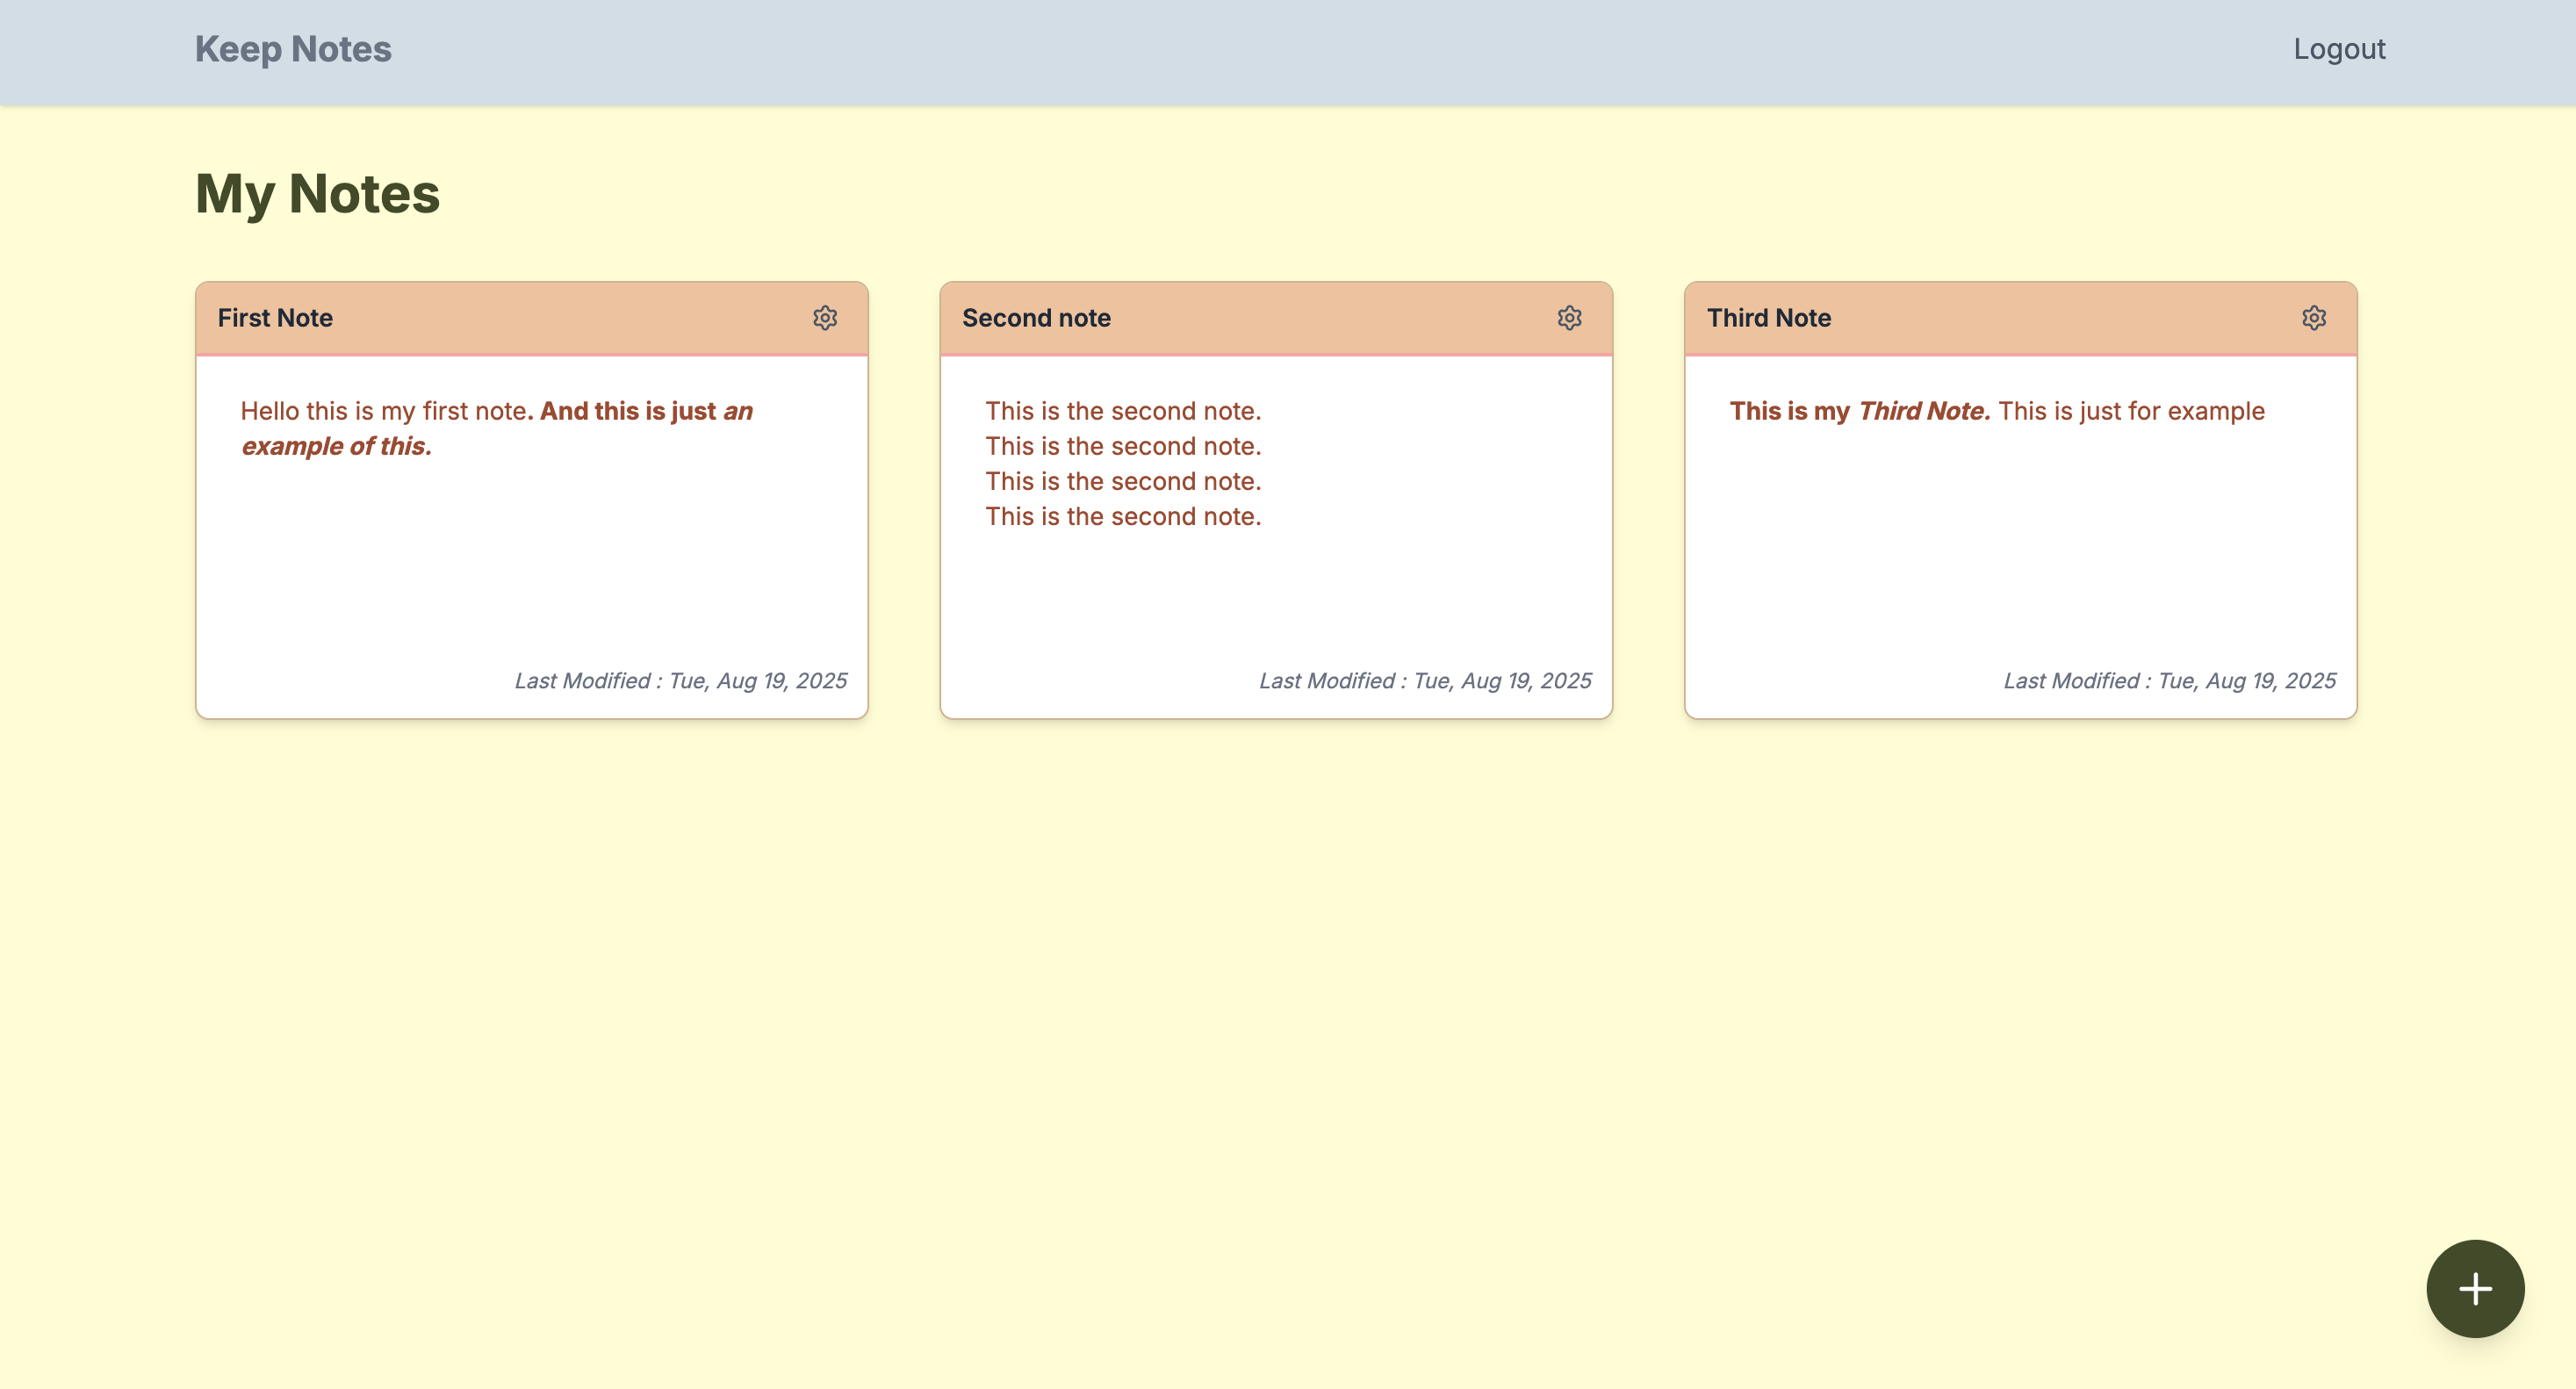 Keep Notes
Logout
My Notes
First Note
Hello this is my first note. And this is just an
example of this.
Last Modified : Tue, Aug 19, 2025
Second note
This is the second note.
This is the second note.
This is the second note.
This is the second note.
Last Modified : Tue, Aug 19, 2025
Third Note
This is my Third Note. This is just for example
Last Modified : Tue, Aug 19, 2025